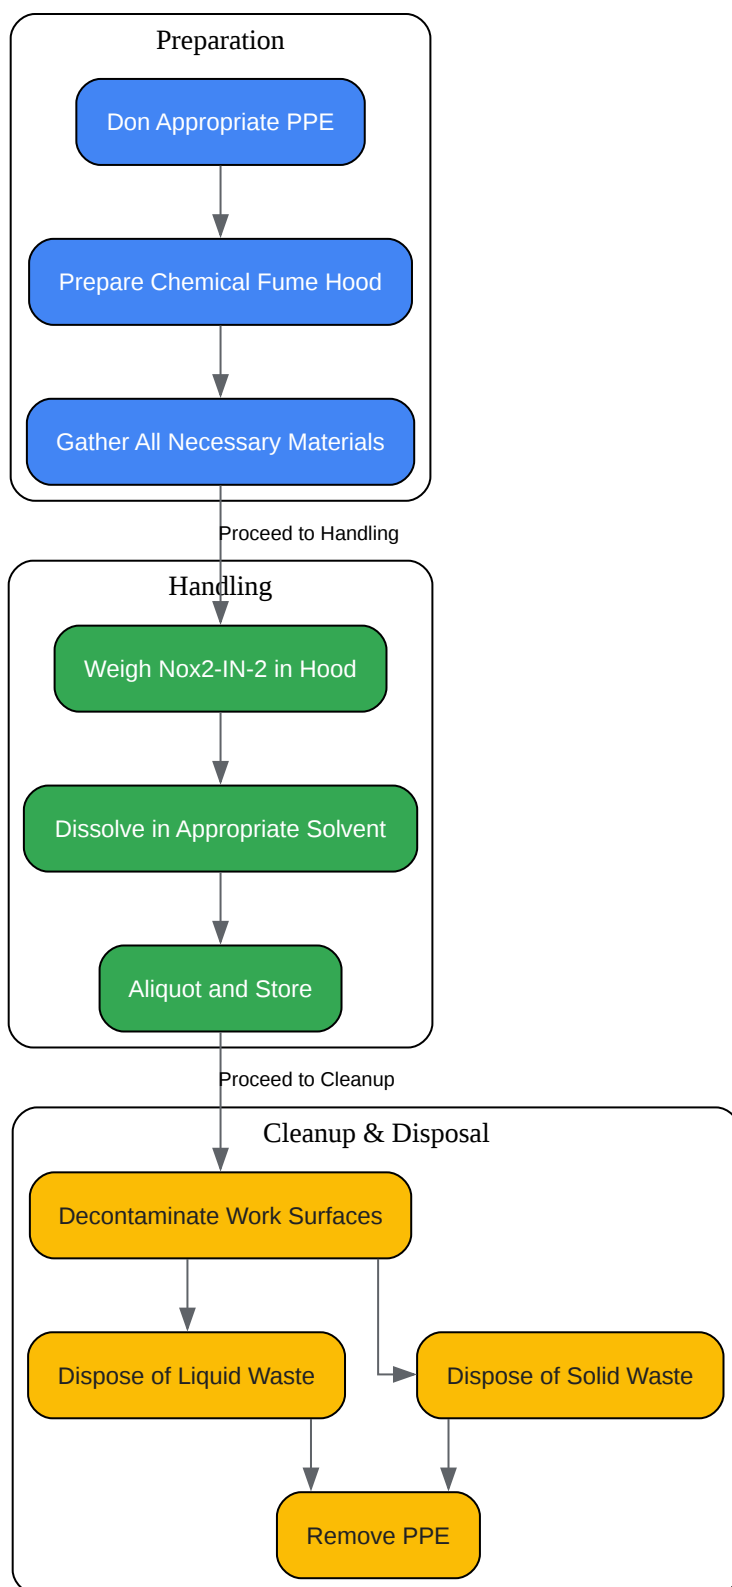 Preparation
Don Appropriate PPE
Prepare Chemical Fume Hood
Gather All Necessary Materials
Proceed to Handling
Handling
Weigh Nox2-IN-2 in Hood
Dissolve in Appropriate Solvent
Aliquot and Store
Proceed to Cleanup
Cleanup & Disposal
Decontaminate Work Surfaces
Dispose of Liquid Waste
Dispose of Solid Waste
Remove PPE